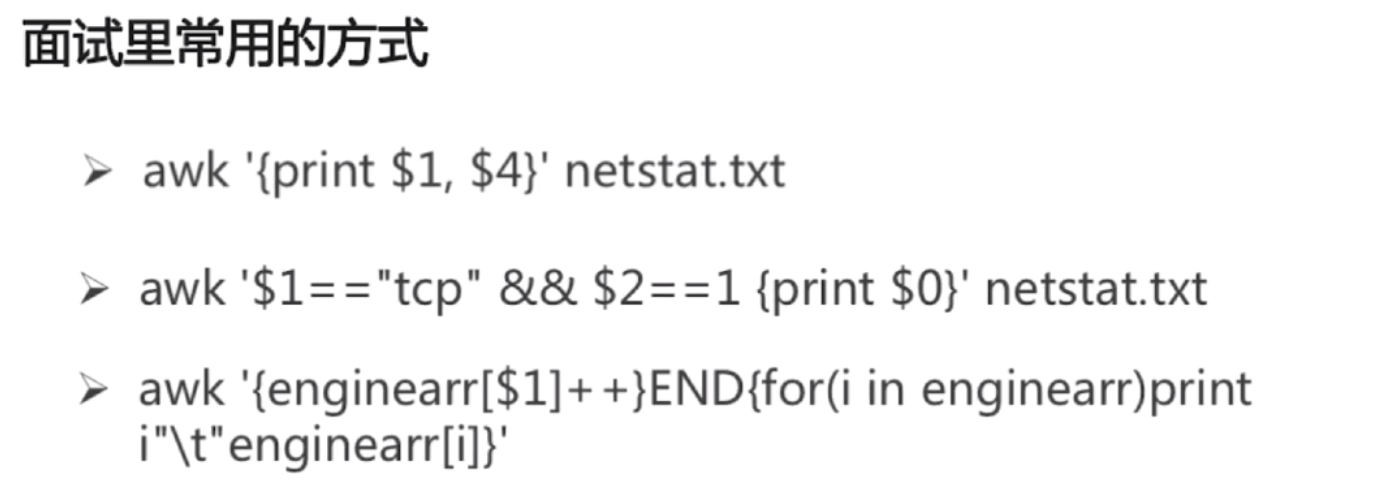 面试里常用的方式
➢ awk '{print $1, $4}' netstat.txt
➢ awk '$1=="tcp" && $2==1 {print $0}' netstat.txt
➢ awk '{enginearr[$1]++}END{for(i in enginearr)print
i"\t"enginearr[i]}'